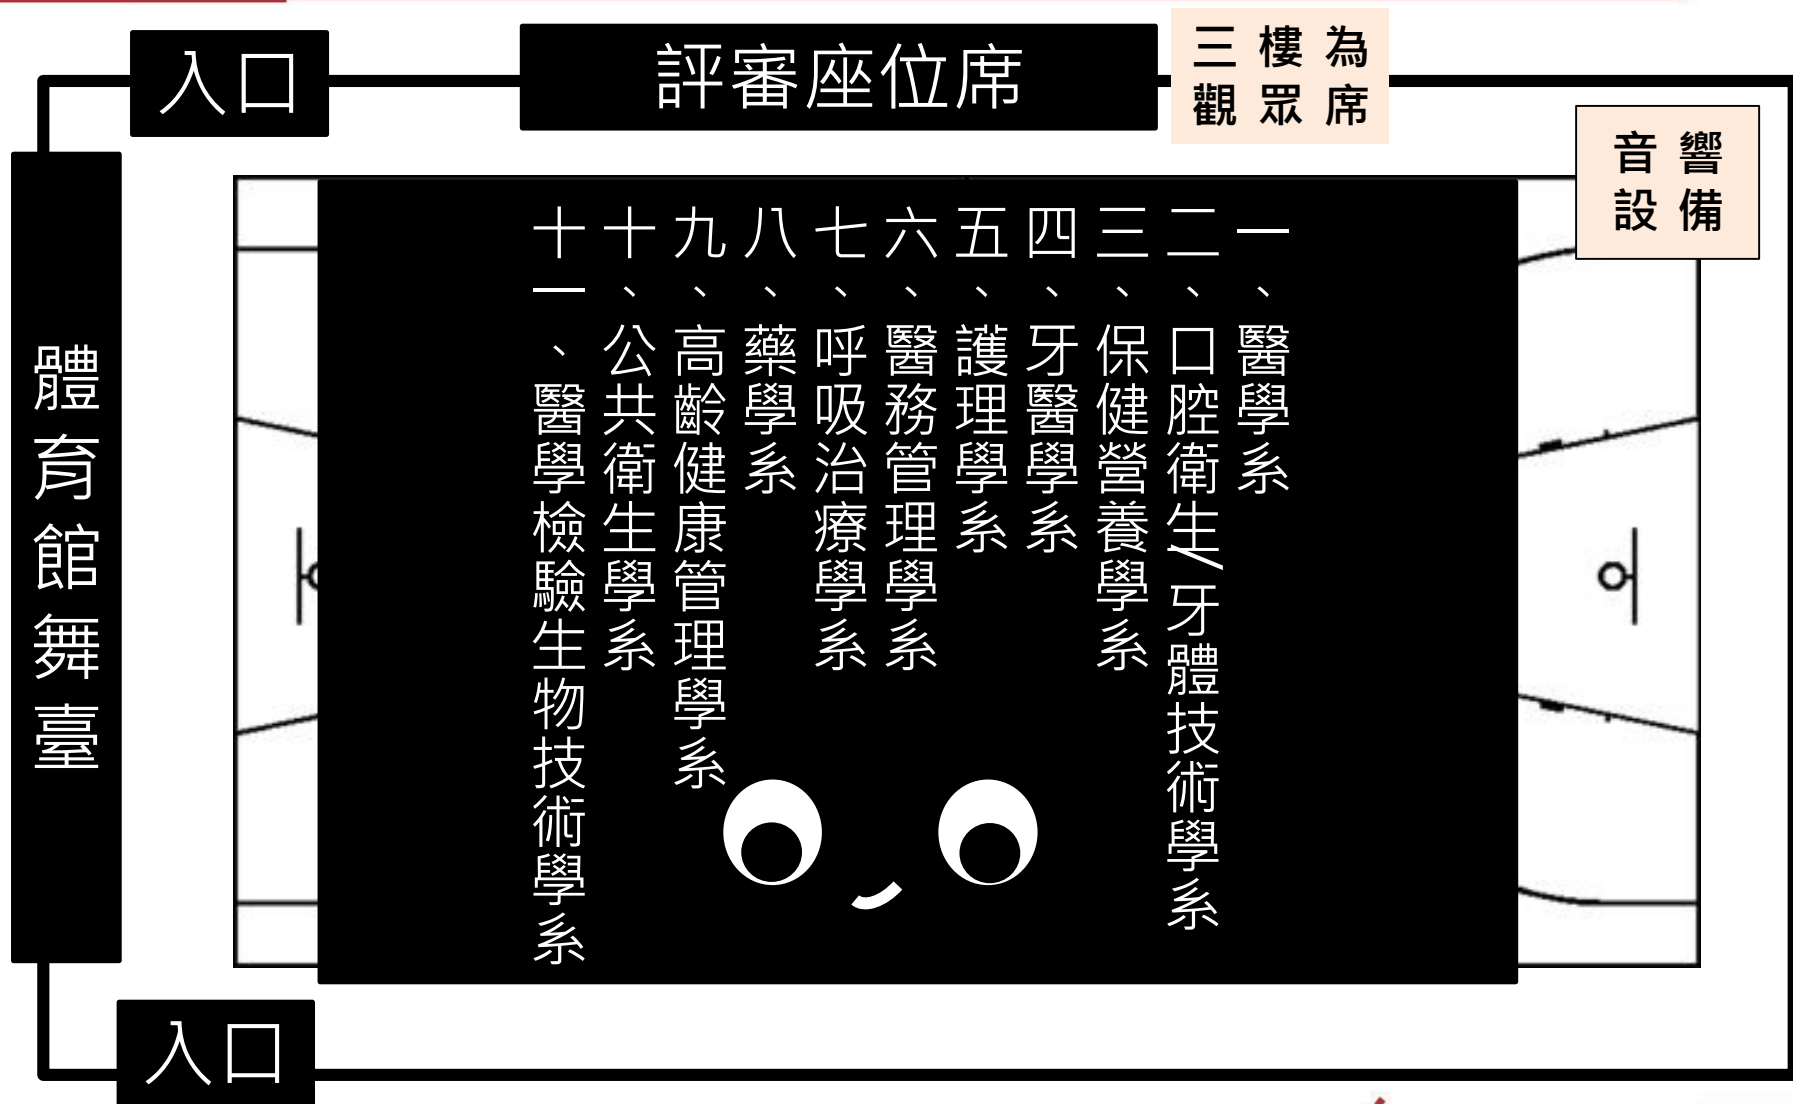 入口
評審座位席
三樓為
觀眾席
音響
設備
體育館舞臺
一、醫學系
二、口腔衛生/牙體技術學系
三、保健營養學系
四、牙醫學系
五、護理學系
六、醫務管理學系
七、呼吸治療學系
八、藥學系
九、高齡健康管理學系
十、公共衛生學系
十一、醫學檢驗生物技術學系
入口